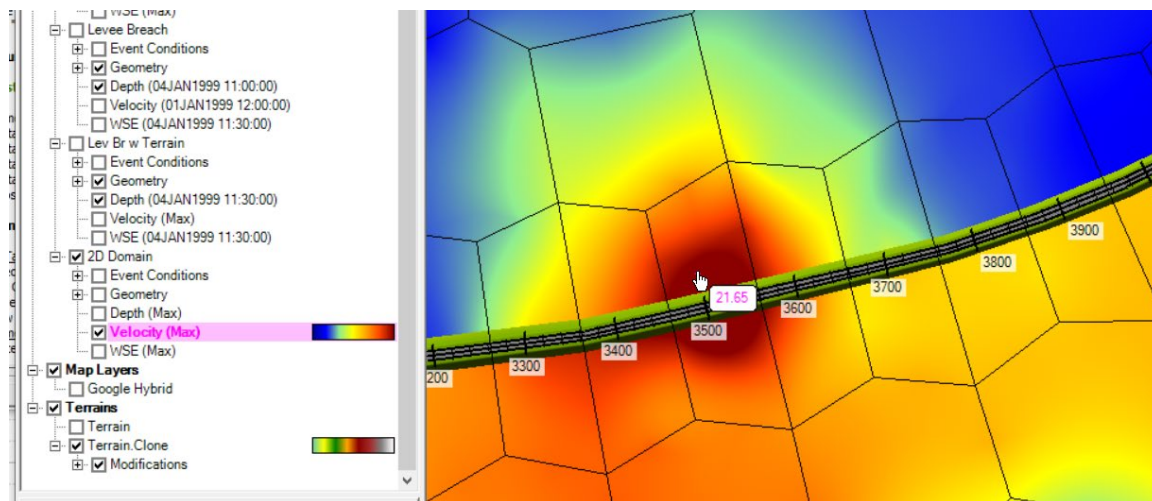 WSE (Max)
Levee Breach
Event Conditions
Geometry
Depth (04JAN1999 11:00:00)
Velocity (01JAN1999 12:00:00)
WSE (04JAN1999 11:30:00)
Lev Br w Terrain
Event Conditions
Geometry
Depth (04JAN1999 11:30:00)
Velocity (Max)
WSE (04JAN1999 11:30:00)
2D Domain
Event Conditions
Geometry
Depth (Max)
Velocity (Max)
WSE (Max)
Map Layers
Google Hybrid
Terrains
Terrain
Terrain.Clone
Modifications
21.65
200
3300
3400
3500
3600
3700
3800
3900